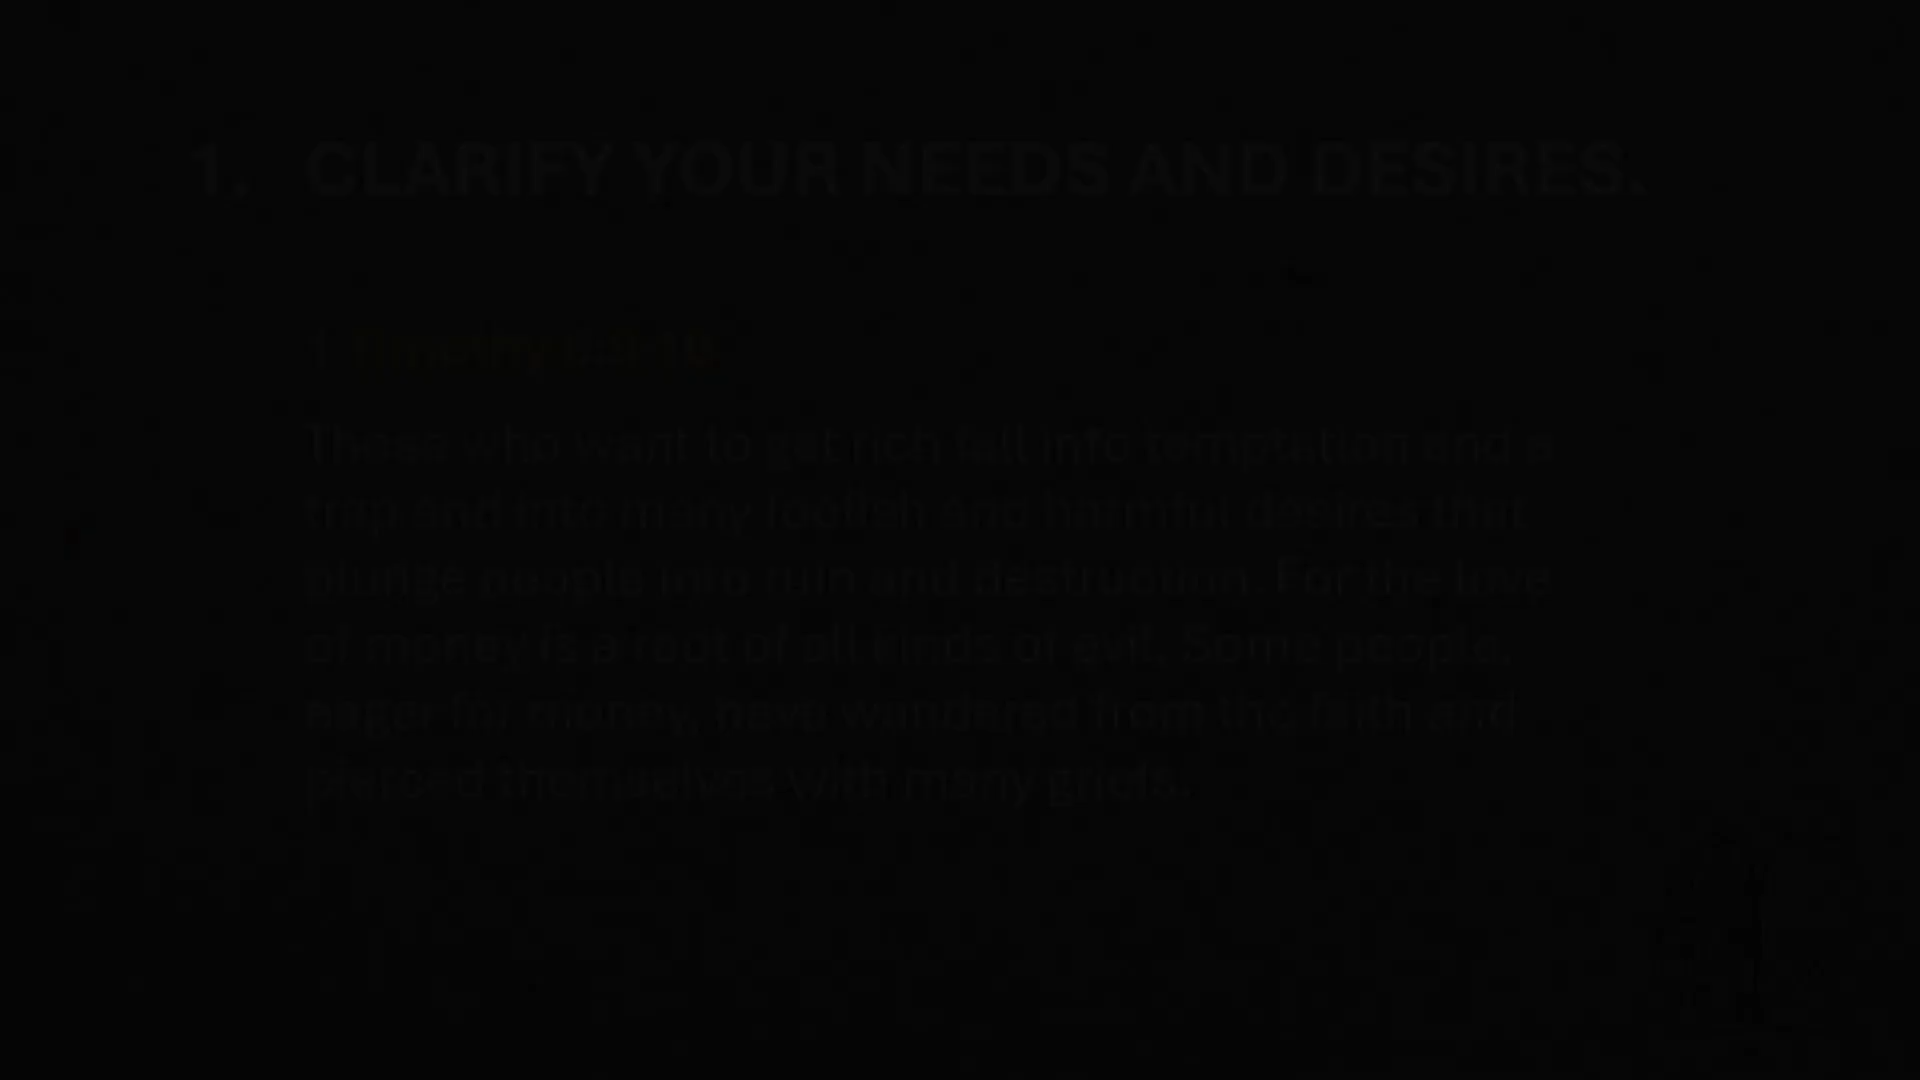 1. CLARIFY YOUR NEEDS AND DESIRES.
1 Timothy 6:9-10
Those who want to get rich fall into temptation and a
trap and into many foolish and harmful desires that
plunge people into ruin and destruction. For the love
of money is a root of all kinds of evil. Some people,
eager for money, have wandered from the faith and
pierced themselves with many griefs.